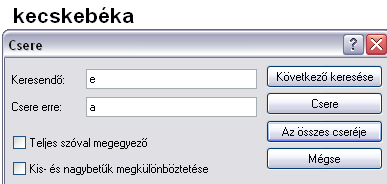 kecskebéka
Csere
Keresendő: e
Következő keresése
Csere erre: a
Csere
Az összes cseréje
Teljes szóval megegyező
Mégse
Kis- és nagybetűk megkülönböztetése